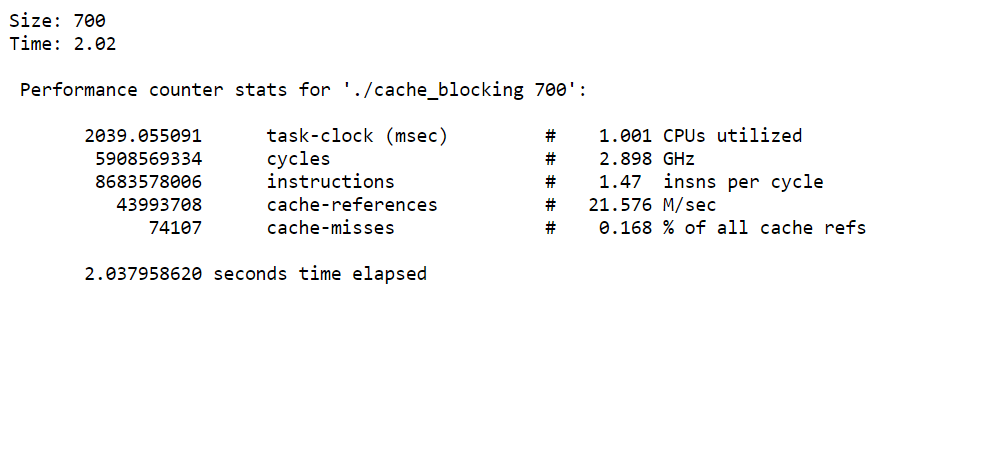 Size: 700
Time: 2.02
Performance counter stats for './cache_blocking 700':
2039.055091 task-clock (msec) # 1.001 CPUs utilized
5908569334 cycles # 2.898 GHz
8683578006 instructions # 1.47 insns per cycle
43993708 cache-references # 21.576 M/sec
74107 cache-misses # 0.168 % of all cache refs
2.037958620 seconds time elapsed